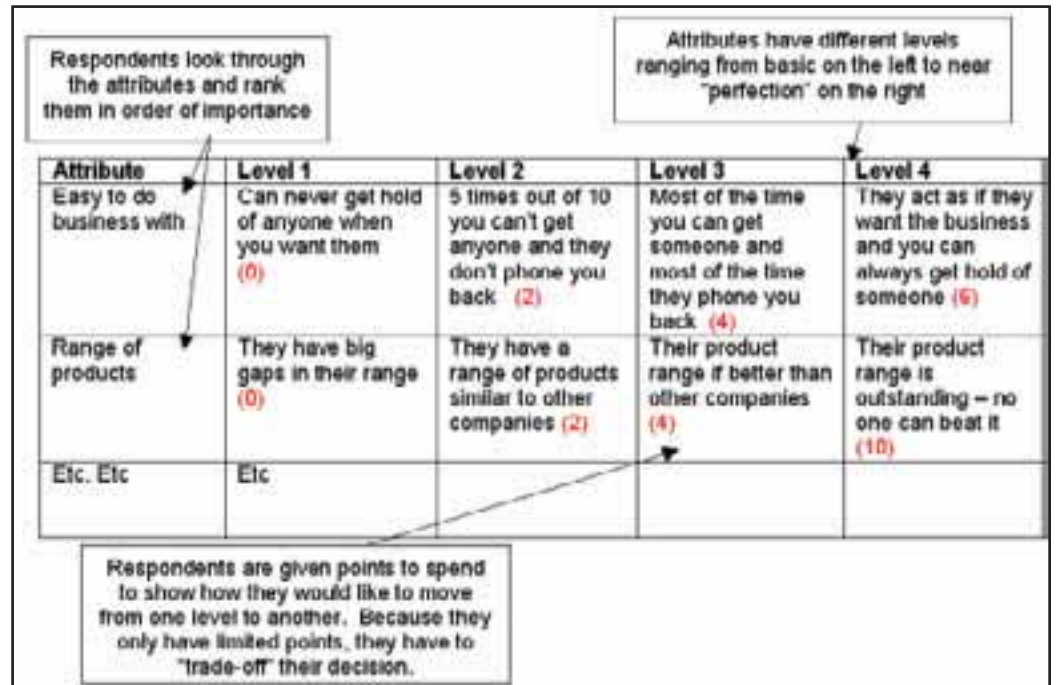 Respondents look through
the attributes and rank
them in order of importance
Attributes have different levels
ranging from basic on the left to near
"perfection" on the right
Attribute
Level 1
Level 2
Level 3
Level 4
Easy to do
business with
Can never get hold
of anyone when
you want them
(0)
5 times out of 10
you can't get
anyone and they
don't phone you
back (2)
Most of the time
you can get
someone and
most of the time
they phone you
back (4)
They act as if they
want the business
and you can
always get hold of
someone (6)
Range of
products
They have big
gaps in their range
(0)
They have a
range of products
similar to other
companies (2)
Their product
range if better than
other companies
(4)
Their product
range is
outstanding – no
one can beat it
(10)
Etc. Etc
Etc
Respondents are given points to spend
to show how they would like to move
from one level to another. Because they
only have limited points, they have to
"trade-off" their decision.